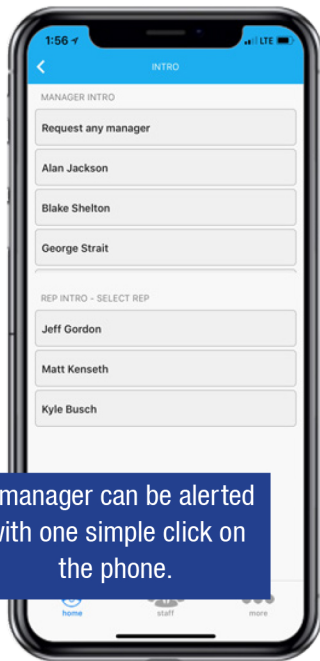 1:56
LTE
INTRO
MANAGER INTRO
Request any manager
Alan Jackson
Blake Shelton
George Strait
REP INTRO - SELECT REP
Jeff Gordon
Matt Kenseth
Kyle Busch
manager can be alerted
with one simple click on
the phone.
home staff more